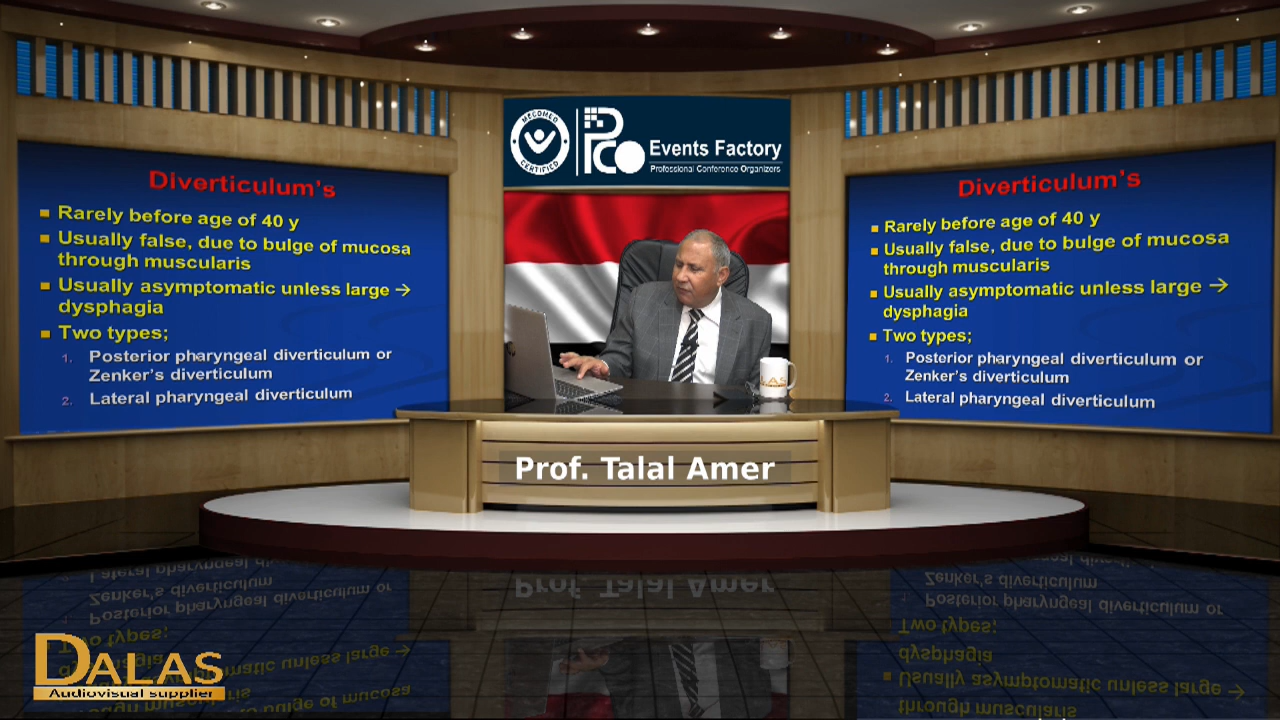 MECOMED
CERTIFIED
PCO
Events Factory
Professional Conference Organizers
Diverticulum's
Rarely before age of 40 y
Usually false, due to bulge of mucosa
through muscularis
Usually asymptomatic unless large →
dysphagia
Two types;
1. Posterior pharyngeal diverticulum or
Zenker's diverticulum
2. Lateral pharyngeal diverticulum
Diverticulum's
Rarely before age of 40 y
Usually false, due to bulge of mucosa
through muscularis
Usually asymptomatic unless large →
dysphagia
Two types;
1. Posterior pharyngeal diverticulum or
Zenker's diverticulum
2. Lateral pharyngeal diverticulum
Prof. Talal Amer
DALAS
Audiovisual supplier